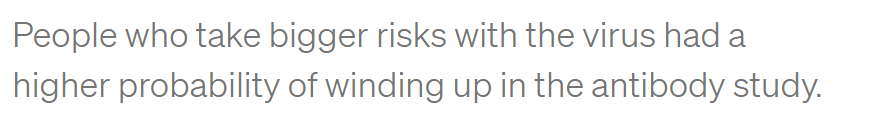 People who take bigger risks with the virus had a
higher probability of winding up in the antibody study.